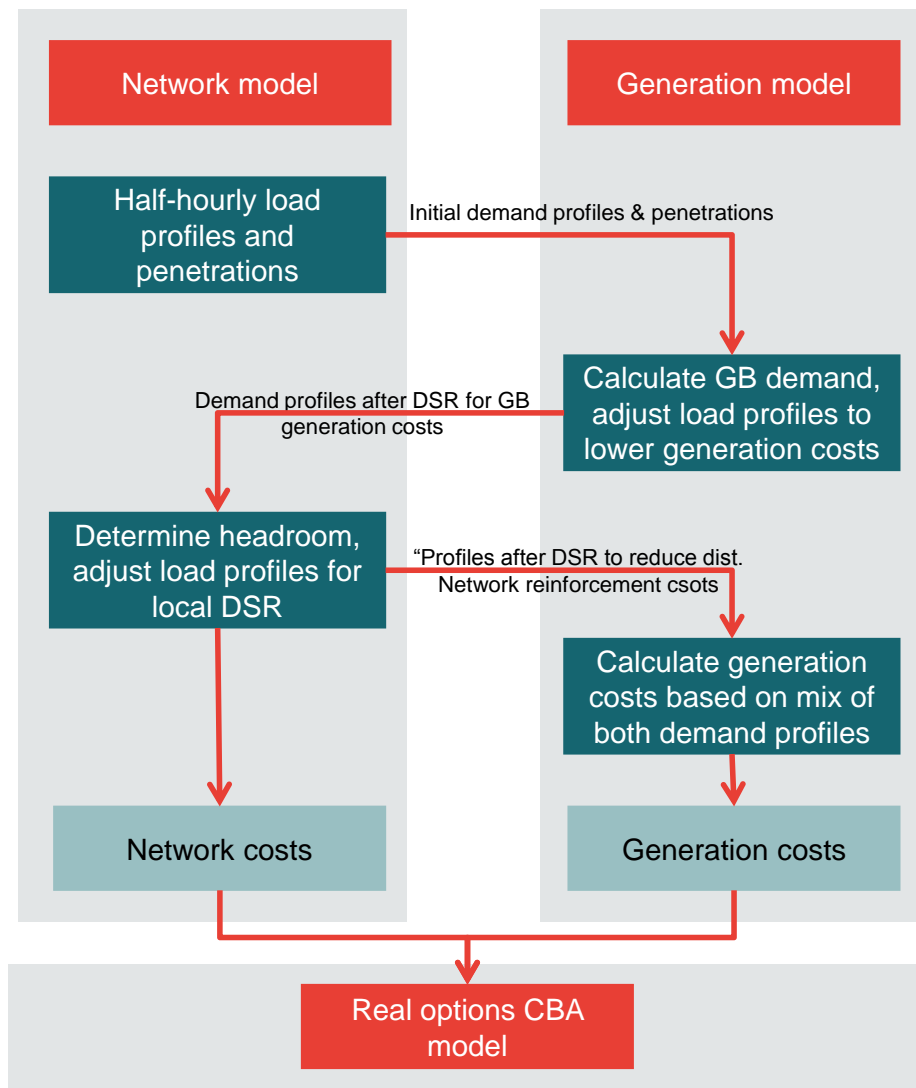 Network model
Generation model
Half-hourly load
profiles and
penetrations
Initial demand profiles & penetrations
Calculate GB demand,
adjust load profiles to
lower generation costs
Demand profiles after DSR for GB
generation costs
Determine headroom,
adjust load profiles for
local DSR
“Profiles after DSR to reduce dist.
Network reinforcement csots
Calculate generation
costs based on mix of
both demand profiles
Network costs
Generation costs
Real options CBA
model